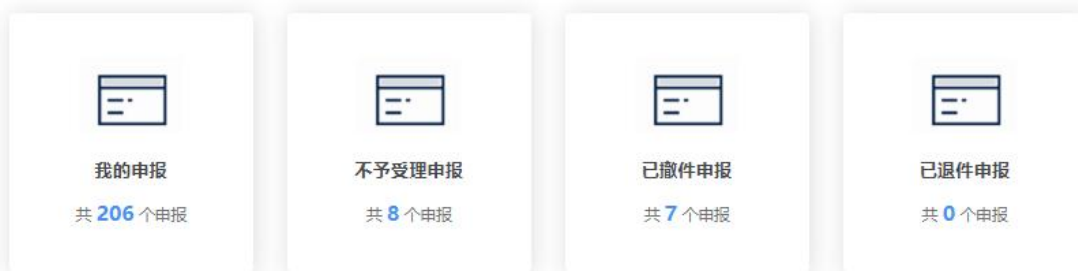 我的申报
共 206 个申报
不予受理申报
共 8 个申报
已撤件申报
共 7 个申报
已退件申报
共 0 个申报